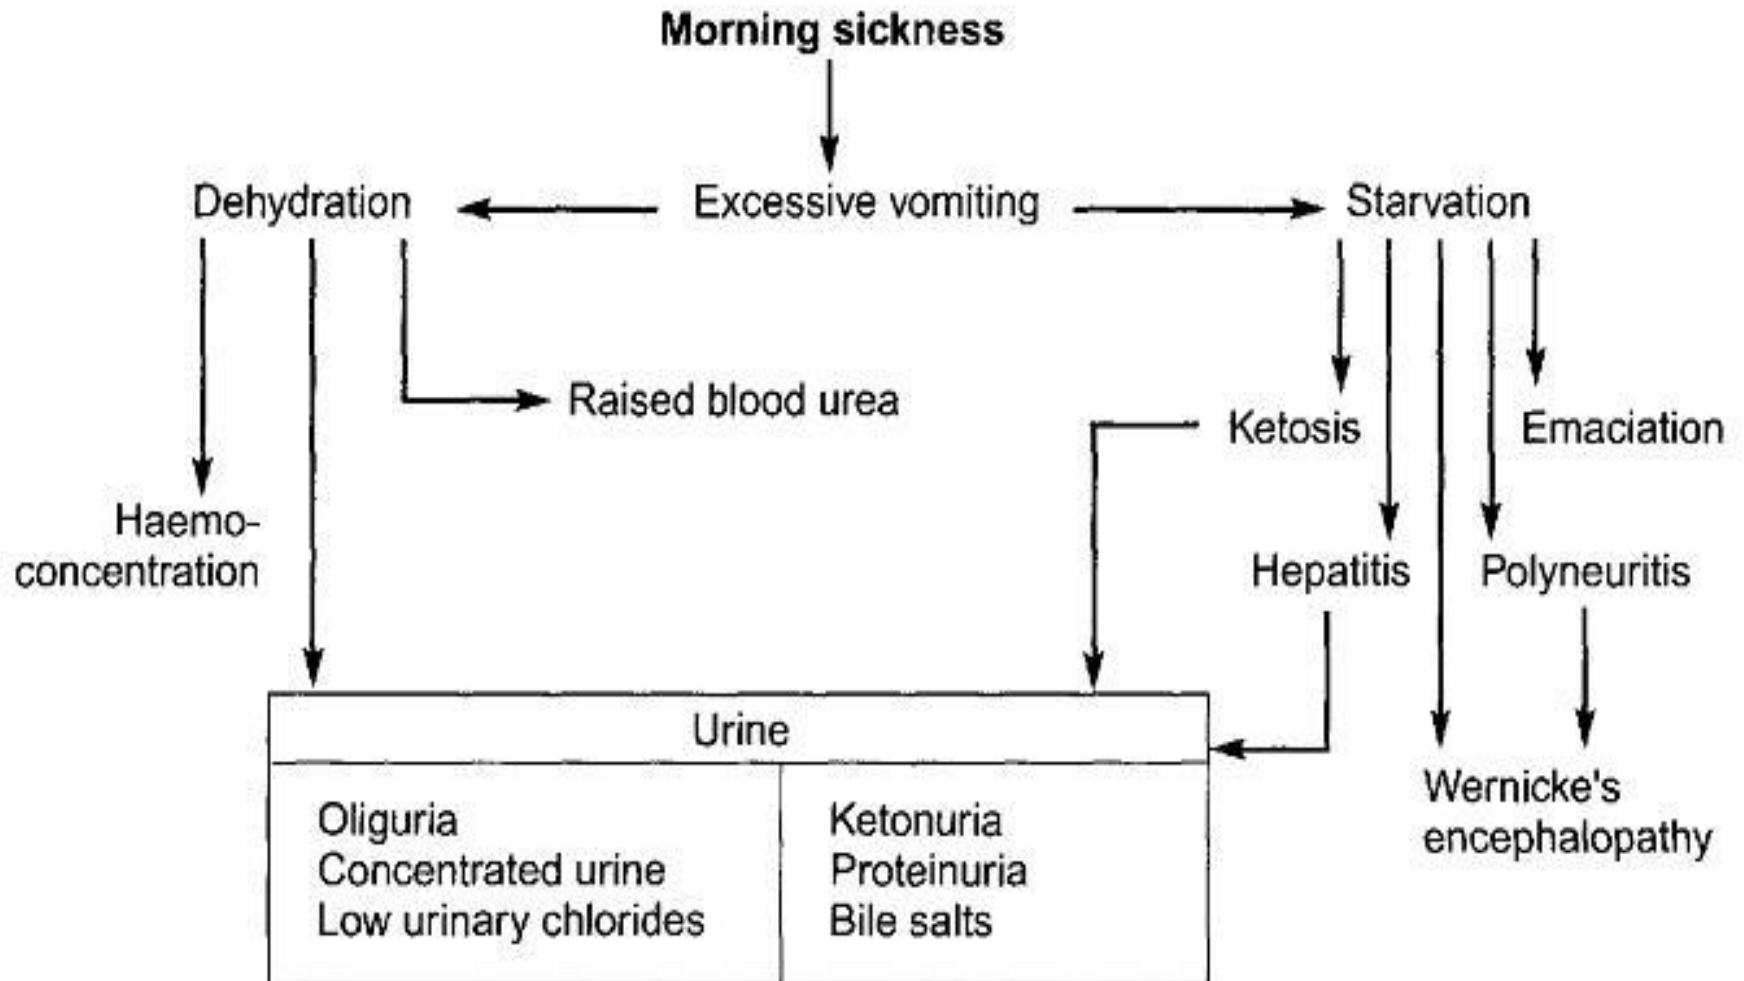 Morning sickness
Dehydration
Excessive vomiting
Starvation
Raised blood urea
Ketosis
Emaciation
Haemo-
concentration
Hepatitis
Polyneuritis
Urine
Wernicke's
encephalopathy
Oliguria
Concentrated urine
Low urinary chlorides
Ketonuria
Proteinuria
Bile salts